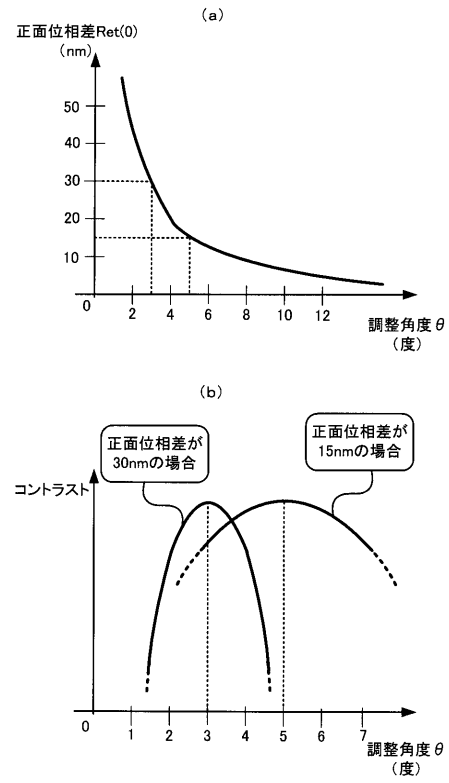 (a)
正面位相差Ret(0)
(nm)
50
40
30
20
10
0
2
4
6
8
10
12
調整角度θ
(度)
(b)
正面位相差が
30nmの場合
正面位相差が
15nmの場合
コントラスト
0
1
2
3
4
5
6
7
調整角度θ
(度)